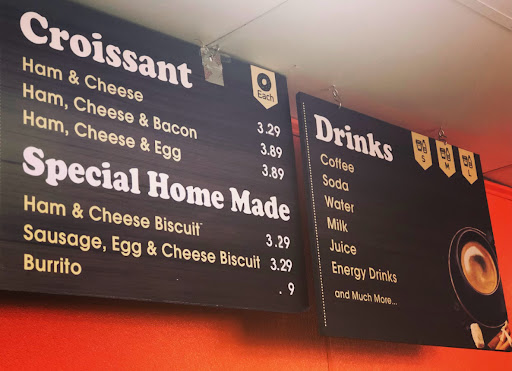 Croissant
Each
Ham & Cheese 3.29
Ham, Cheese & Bacon 3.89
Ham, Cheese & Egg 3.89
Special Home Made
Ham & Cheese Biscuit 3.29
Sausage, Egg & Cheese Biscuit 3.29
Burrito . 9
Drinks
S M L
Coffee
Soda
Water
Milk
Juice
Energy Drinks
and Much More...